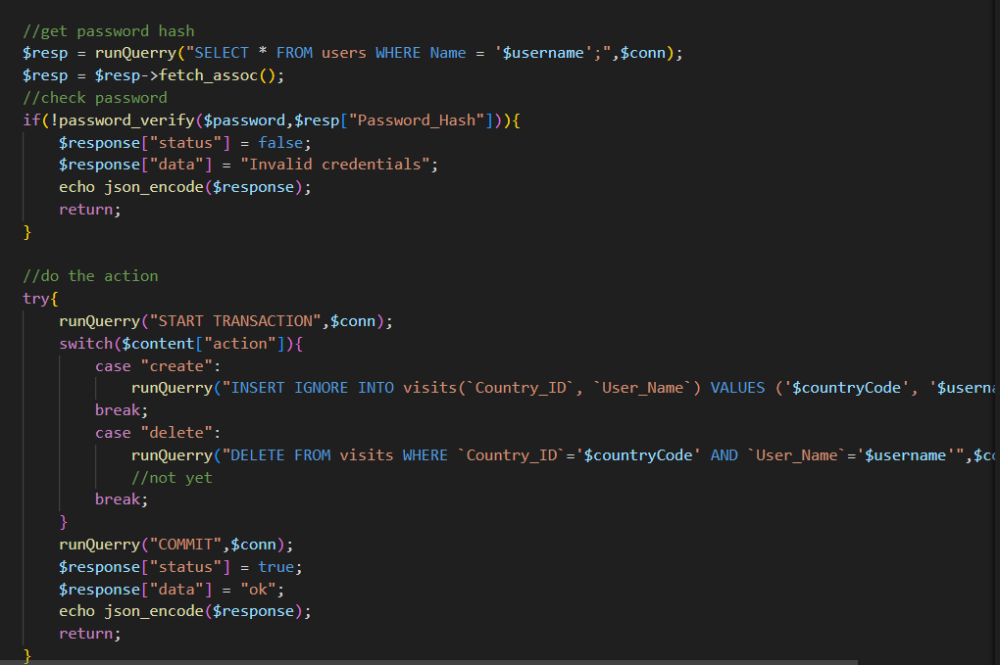 //get password hash
$resp = runQuerry("SELECT * FROM users WHERE Name = '$username';",$conn);
$resp = $resp->fetch_assoc();
//check password
if(!password_verify($password,$resp["Password_Hash"])){
    $response["status"] = false;
    $response["data"] = "Invalid credentials";
    echo json_encode($response);
    return;
}

//do the action
try{
    runQuerry("START TRANSACTION",$conn);
    switch($content["action"]){
        case "create":
            runQuerry("INSERT IGNORE INTO visits(`Country_ID`, `User_Name`) VALUES ('$countryCode', '$userna
        break;
        case "delete":
            runQuerry("DELETE FROM visits WHERE `Country_ID`='$countryCode' AND `User_Name`='$username'",$co
            //not yet
        break;
    }
    runQuerry("COMMIT",$conn);
    $response["status"] = true;
    $response["data"] = "ok";
    echo json_encode($response);
    return;
}